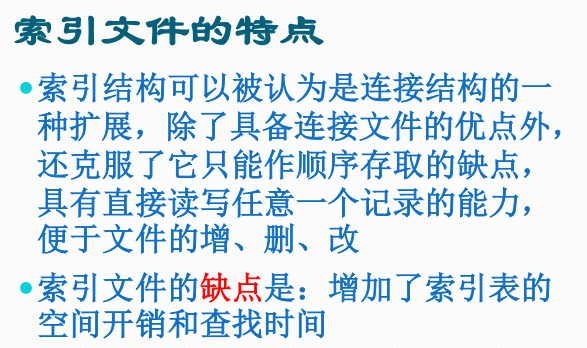 索引文件的特点
索引结构可以被认为是连接结构的一
种扩展，除了具备连接文件的优点外，
还克服了它只能作顺序存取的缺点，
具有直接读写任意一个记录的能力，
便于文件的增、删、改
索引文件的缺点是：增加了索引表的
空间开销和查找时间